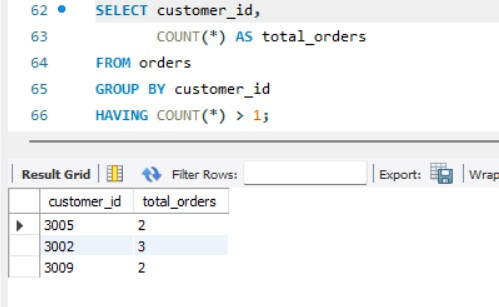 62 SELECT customer_id,
63 COUNT(*) AS total_orders
64 FROM orders
65 GROUP BY customer_id
66 HAVING COUNT(*) > 1;
Result Grid Filter Rows: Export: Wrap
customer_id total_orders
3005 2
3002 3
3009 2